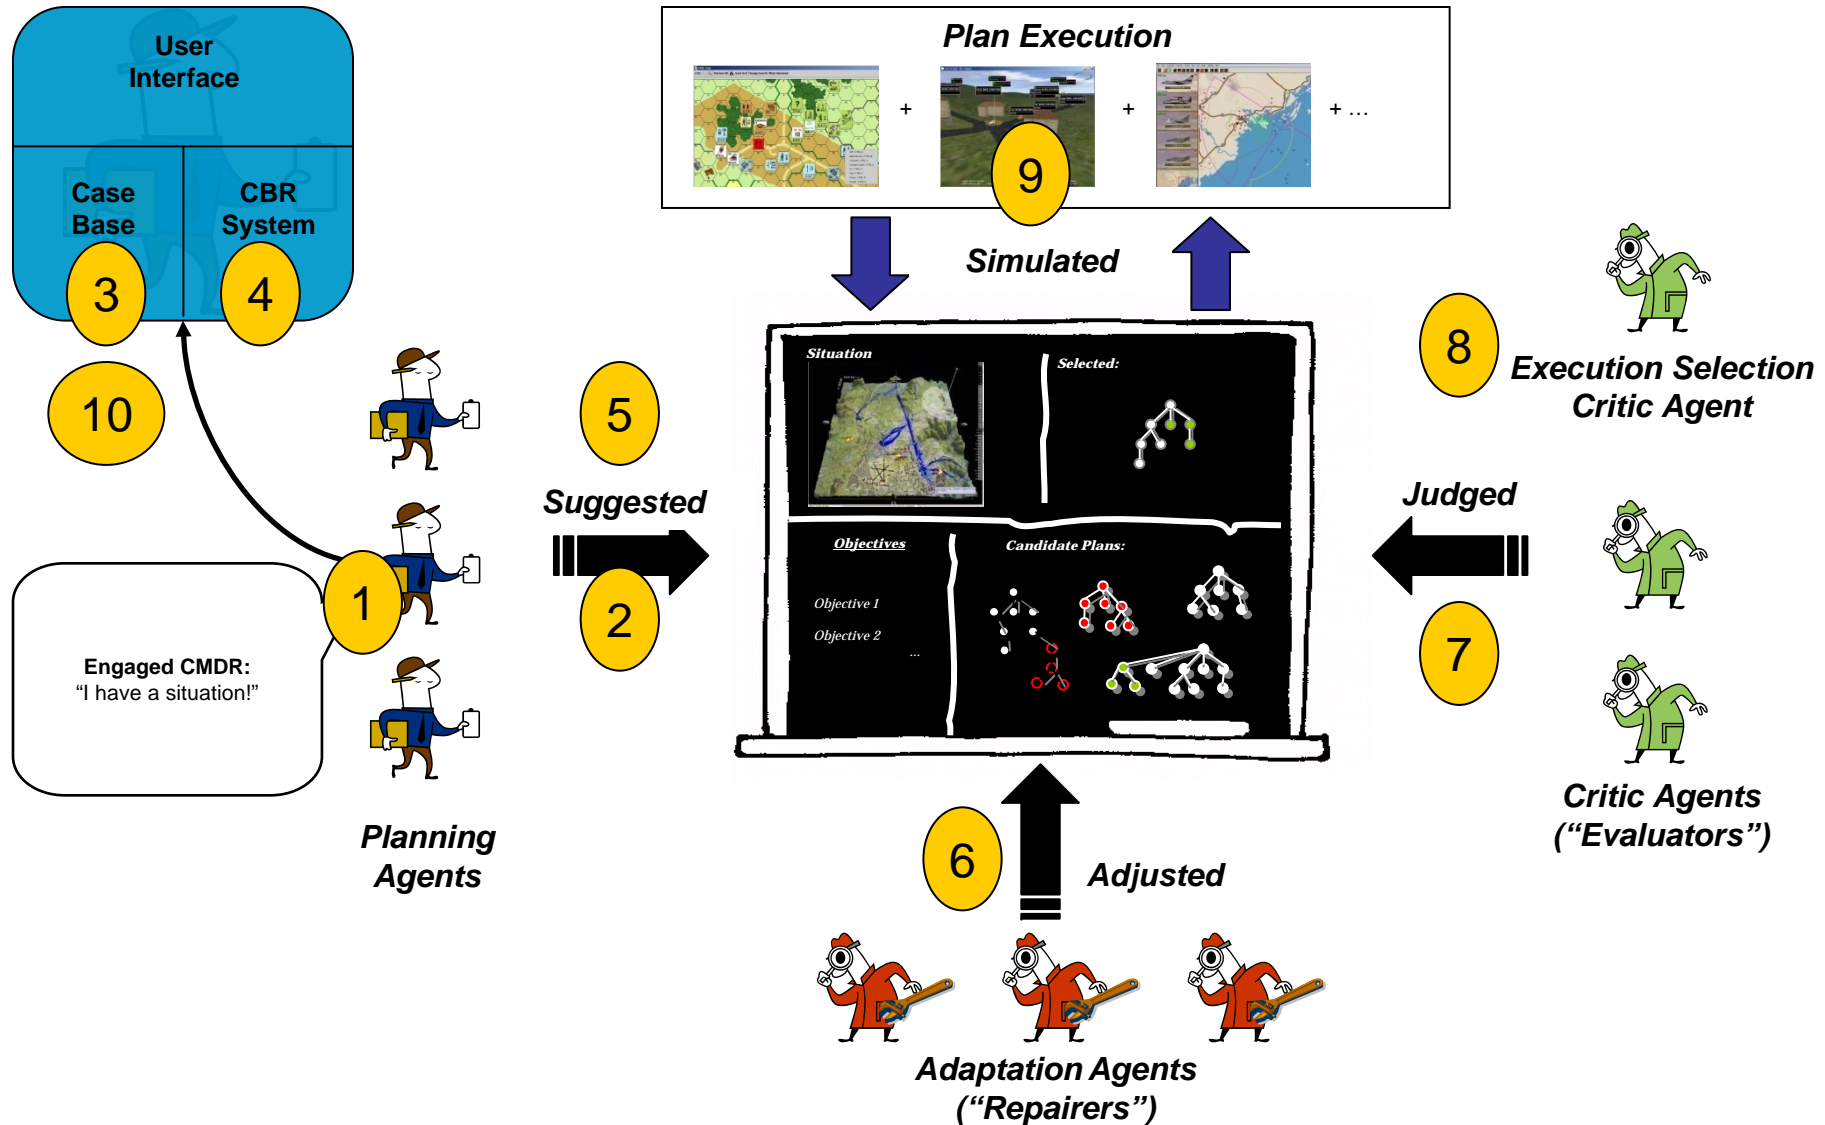 User
Interface
Case
Base
CBR
System
3
4
10
1
Engaged CMDR:
“I have a situation!”
Planning
Agents
5
Suggested
2
Plan Execution
+
+
+ ...
9
Simulated
Situation
Selected:
Objectives
Objective 1
Objective 2
...
Candidate Plans:
8
Execution Selection
Critic Agent
Judged
7
Critic Agents
(“Evaluators”)
6
Adjusted
Adaptation Agents
(“Repairers”)